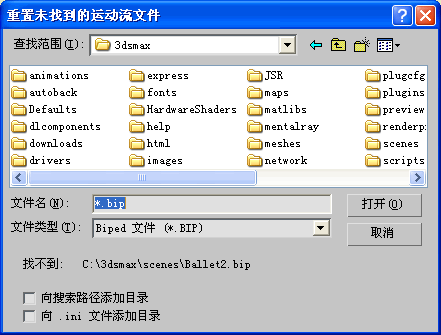 重置未找到的运动流文件
查找范围(I):
3dsmax
animations
autoback
Defaults
dlcomponents
downloads
drivers
express
fonts
HardwareShaders
help
html
images
JSR
maps
matlibs
mentalray
meshes
network
plugcfg
plugins
preview
renderp
scenes
scripts
文件名(N):
*.bip
打开(O)
文件类型(T):
Biped 文件 (*.BIP)
取消
找不到: C:\3dsmax\scenes\Ballet2.bip
向搜索路径添加目录
向 .ini 文件添加目录